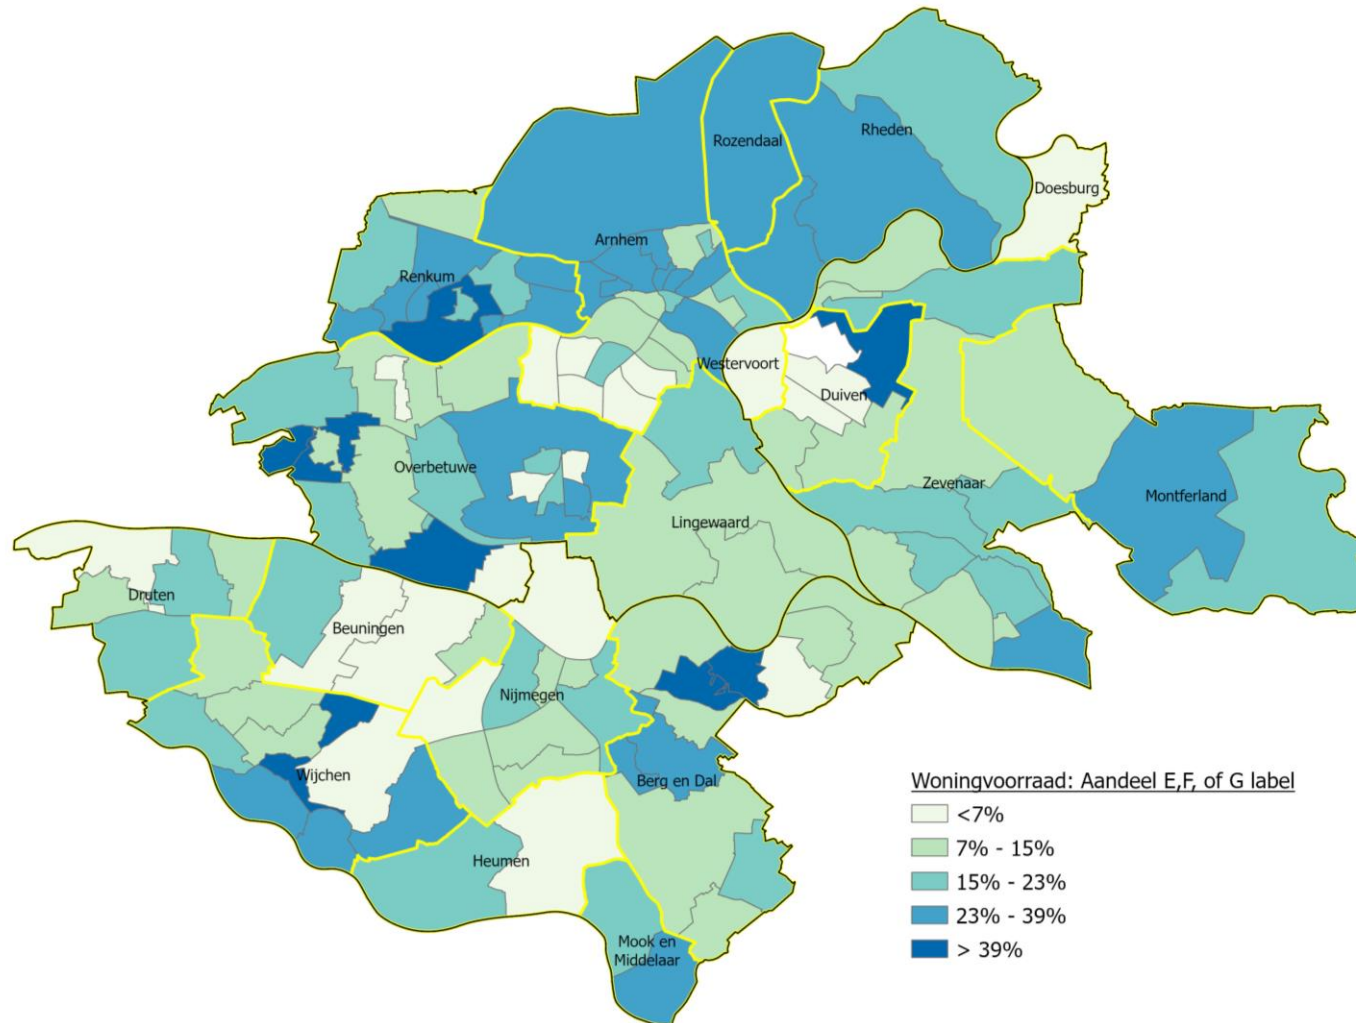 Rozendaal
Rheden
Doesburg
Arnhem
Renkum
Westervoort
Duiven
Overbetuwe
Zevenaar
Montferland
Lingewaard
Druten
Beuningen
Nijmegen
Wijchen
Berg en Dal
Heumen
Mook en
Middelaar
Woningvoorraad: Aandeel E,F, of G label
<7%
7% - 15%
15% - 23%
23% - 39%
> 39%